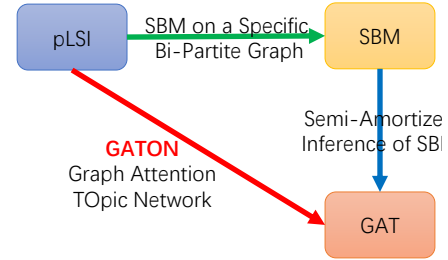 pLSI
SBM on a Specific
Bi-Partite Graph
SBM
Semi-Amortize
Inference of SB
GATON
Graph Attention
TOpic Network
GAT